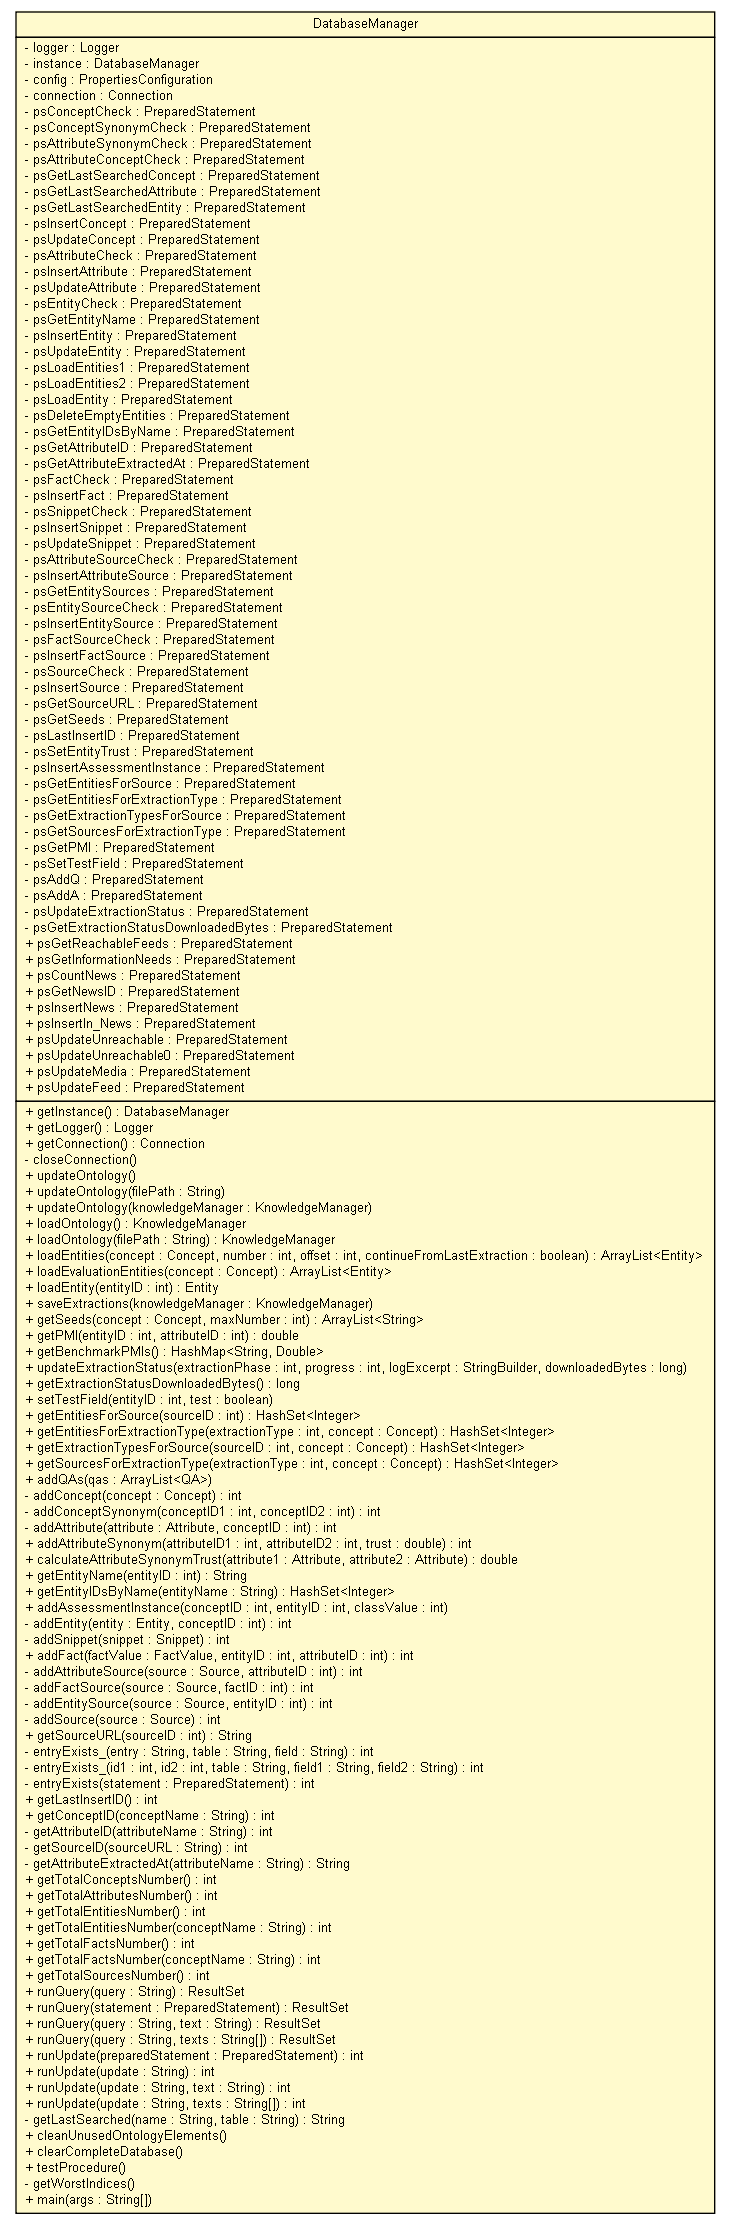 DatabaseManager
- logger : Logger
- instance : DatabaseManager
- config : PropertiesConfiguration
- connection : Connection
- psConceptCheck : PreparedStatement
- psConceptSynonymCheck : PreparedStatement
- psAttributeSynonymCheck : PreparedStatement
- psAttributeConceptCheck : PreparedStatement
- psGetLastSearchedConcept : PreparedStatement
- psGetLastSearchedAttribute : PreparedStatement
- psGetLastSearchedEntity : PreparedStatement
- psInsertConcept : PreparedStatement
- psUpdateConcept : PreparedStatement
- psAttributeCheck : PreparedStatement
- psInsertAttribute : PreparedStatement
- psUpdateAttribute : PreparedStatement
- psEntityCheck : PreparedStatement
- psGetEntityName : PreparedStatement
- psInsertEntity : PreparedStatement
- psUpdateEntity : PreparedStatement
- psLoadEntities1 : PreparedStatement
- psLoadEntities2 : PreparedStatement
- psLoadEntity : PreparedStatement
- psDeleteEmptyEntities : PreparedStatement
- psGetEntityIDsByName : PreparedStatement
- psGetAttributeID : PreparedStatement
- psGetAttributeExtractedAt : PreparedStatement
- psFactCheck : PreparedStatement
- psInsertFact : PreparedStatement
- psSnippetCheck : PreparedStatement
- psInsertSnippet : PreparedStatement
- psUpdateSnippet : PreparedStatement
- psAttributeSourceCheck : PreparedStatement
- psInsertAttributeSource : PreparedStatement
- psGetEntitySources : PreparedStatement
- psEntitySourceCheck : PreparedStatement
- psInsertEntitySource : PreparedStatement
- psFactSourceCheck : PreparedStatement
- psInsertFactSource : PreparedStatement
- psSourceCheck : PreparedStatement
- psInsertSource : PreparedStatement
- psGetSourceURL : PreparedStatement
- psGetSeeds : PreparedStatement
- psLastInsertID : PreparedStatement
- psSetEntityTrust : PreparedStatement
- psInsertAssessmentInstance : PreparedStatement
- psGetEntitiesForSource : PreparedStatement
- psGetEntitiesForExtractionType : PreparedStatement
- psGetExtractionTypesForSource : PreparedStatement
- psGetSourcesForExtractionType : PreparedStatement
- psGetPMI : PreparedStatement
- psSetTestField : PreparedStatement
- psAddQ : PreparedStatement
- psAddA : PreparedStatement
- psUpdateExtractionStatus : PreparedStatement
- psGetExtractionStatusDownloadedBytes : PreparedStatement
+ psGetReachableFeeds : PreparedStatement
+ psGetInformationNeeds : PreparedStatement
+ psCountNews : PreparedStatement
+ psGetNewsID : PreparedStatement
+ psInsertNews : PreparedStatement
+ psInsertIn_News : PreparedStatement
+ psUpdateUnreachable : PreparedStatement
+ psUpdateUnreachable0 : PreparedStatement
+ psUpdateMedia : PreparedStatement
+ psUpdateFeed : PreparedStatement
+ getInstance() : DatabaseManager
+ getLogger() : Logger
+ getConnection() : Connection
- closeConnection()
+ updateOntology()
+ updateOntology(filePath : String)
+ updateOntology(knowledgeManager : KnowledgeManager)
+ loadOntology() : KnowledgeManager
+ loadOntology(filePath : String) : KnowledgeManager
+ loadEntities(concept : Concept, number : int, offset : int, continueFromLastExtraction : boolean) : ArrayList<Entity>
+ loadEvaluationEntities(concept : Concept) : ArrayList<Entity>
+ loadEntity(entityID : int) : Entity
+ saveExtractions(knowledgeManager : KnowledgeManager)
+ getSeeds(concept : Concept, maxNumber : int) : ArrayList<String>
+ getPMI(entityID : int, attributeID : int) : double
+ getBenchmarkPMIs() : HashMap<String, Double>
+ updateExtractionStatus(extractionPhase : int, progress : int, logExcerpt : StringBuilder, downloadedBytes : long)
+ getExtractionStatusDownloadedBytes() : long
+ setTestField(entityID : int, test : boolean)
+ getEntitiesForSource(sourceID : int) : HashSet<Integer>
+ getEntitiesForExtractionType(extractionType : int, concept : Concept) : HashSet<Integer>
+ getExtractionTypesForSource(sourceID : int, concept : Concept) : HashSet<Integer>
+ getSourcesForExtractionType(extractionType : int, concept : Concept) : HashSet<Integer>
+ addQAs(qas : ArrayList<QA>)
- addConcept(concept : Concept) : int
- addConceptSynonym(conceptID1 : int, conceptID2 : int) : int
- addAttribute(attribute : Attribute, conceptID : int) : int
+ addAttributeSynonym(attributeID1 : int, attributeID2 : int, trust : double) : int
+ calculateAttributeSynonymTrust(attribute1 : Attribute, attribute2 : Attribute) : double
+ getEntityName(entityID : int) : String
+ getEntityIDsByName(entityName : String) : HashSet<Integer>
+ addAssessmentInstance(conceptID : int, entityID : int, classValue : int)
- addEntity(entity : Entity, conceptID : int) : int
- addSnippet(snippet : Snippet) : int
+ addFact(factValue : FactValue, entityID : int, attributeID : int) : int
- addAttributeSource(source : Source, attributeID : int) : int
- addFactSource(source : Source, factID : int) : int
- addEntitySource(source : Source, entityID : int) : int
- addSource(source : Source) : int
+ getSourceURL(sourceID : int) : String
- entryExists_(entry : String, table : String, field : String) : int
- entryExists_(id1 : int, id2 : int, table : String, field1 : String, field2 : String) : int
- entryExists(statement : PreparedStatement) : int
+ getLastInsertID() : int
+ getConceptID(conceptName : String) : int
- getAttributeID(attributeName : String) : int
- getSourceID(sourceURL : String) : int
- getAttributeExtractedAt(attributeName : String) : String
+ getTotalConceptsNumber() : int
+ getTotalAttributesNumber() : int
+ getTotalEntitiesNumber() : int
+ getTotalEntitiesNumber(conceptName : String) : int
+ getTotalFactsNumber() : int
+ getTotalFactsNumber(conceptName : String) : int
+ getTotalSourcesNumber() : int
+ runQuery(query : String) : ResultSet
+ runQuery(statement : PreparedStatement) : ResultSet
+ runQuery(query : String, text : String) : ResultSet
+ runQuery(query : String, texts : String[]) : ResultSet
+ runUpdate(preparedStatement : PreparedStatement) : int
+ runUpdate(update : String) : int
+ runUpdate(update : String, text : String) : int
+ runUpdate(update : String, texts : String[]) : int
- getLastSearched(name : String, table : String) : String
+ cleanUnusedOntologyElements()
+ clearCompleteDatabase()
+ testProcedure()
- getWorstIndices()
+ main(args : String[])